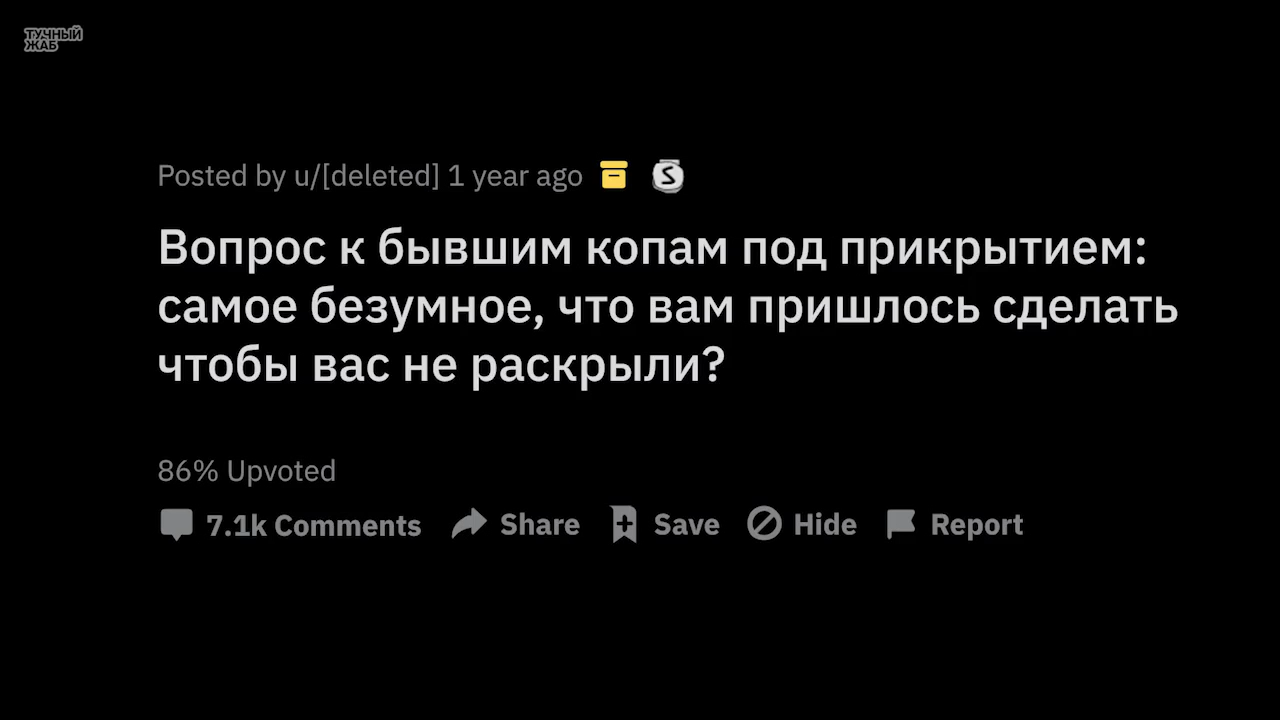 ТУЧНЫЙ
ЖАБ
Posted by u/[deleted] 1 year ago
Вопрос к бывшим копам под прикрытием:
самое безумное, что вам пришлось сделать
чтобы вас не раскрыли?
86% Upvoted
7.1k Comments Share Save Hide Report